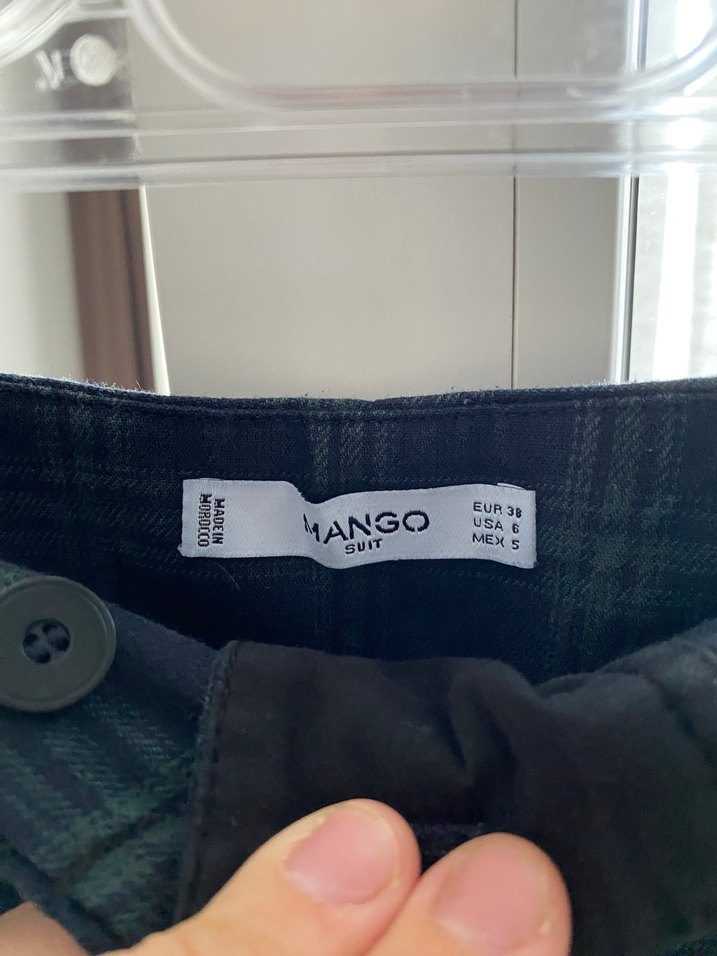 MADE IN
MOROCCO
MANGO
SUIT
EUR 38
USA 6
MEX 5